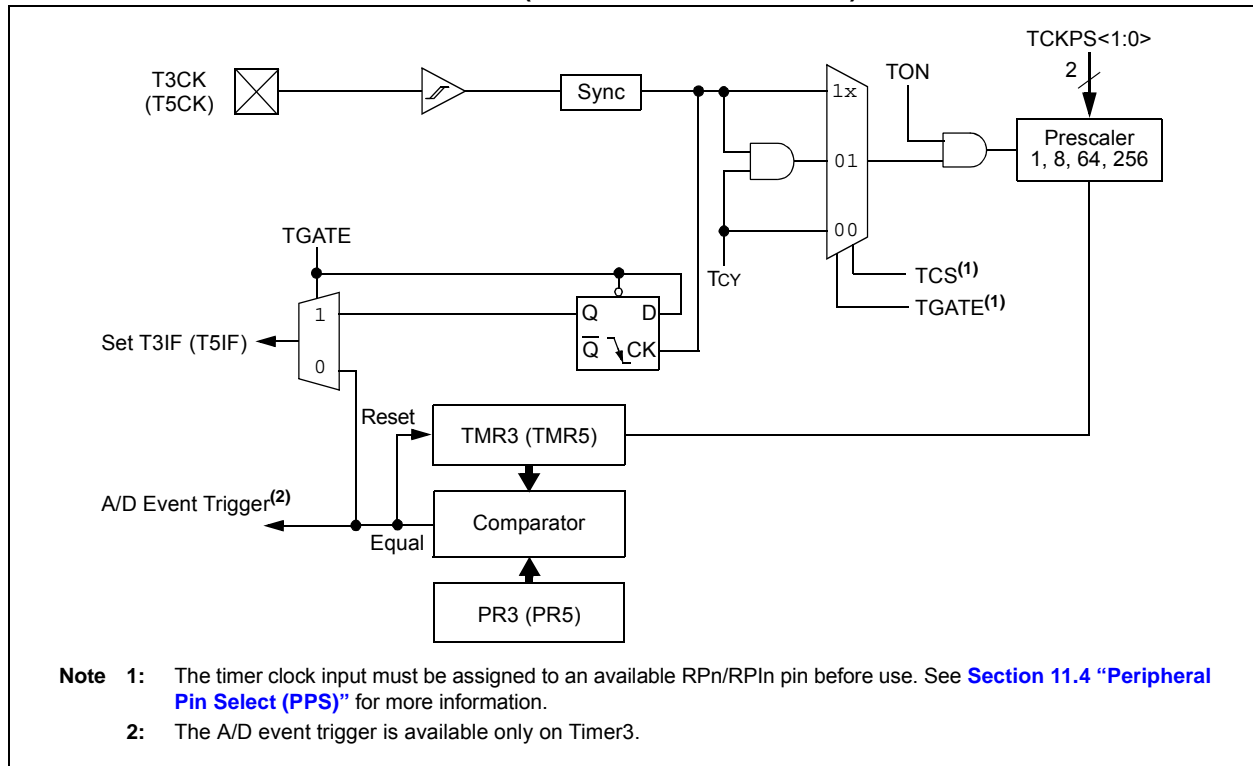 TCKPS<1:0>
2
T3CK
(T5CK)
Sync
1x
TON
Prescaler
1, 8, 64, 256
01
00
TGATE
TCY
TCS(1)
TGATE(1)
1
Q D
Set T3IF (T5IF)
Q CK
0
Reset
TMR3 (TMR5)
A/D Event Trigger(2)
Comparator
Equal
PR3 (PR5)
Note 1: The timer clock input must be assigned to an available RPn/RPIn pin before use. See Section 11.4 “Peripheral
Pin Select (PPS)” for more information.
2: The A/D event trigger is available only on Timer3.